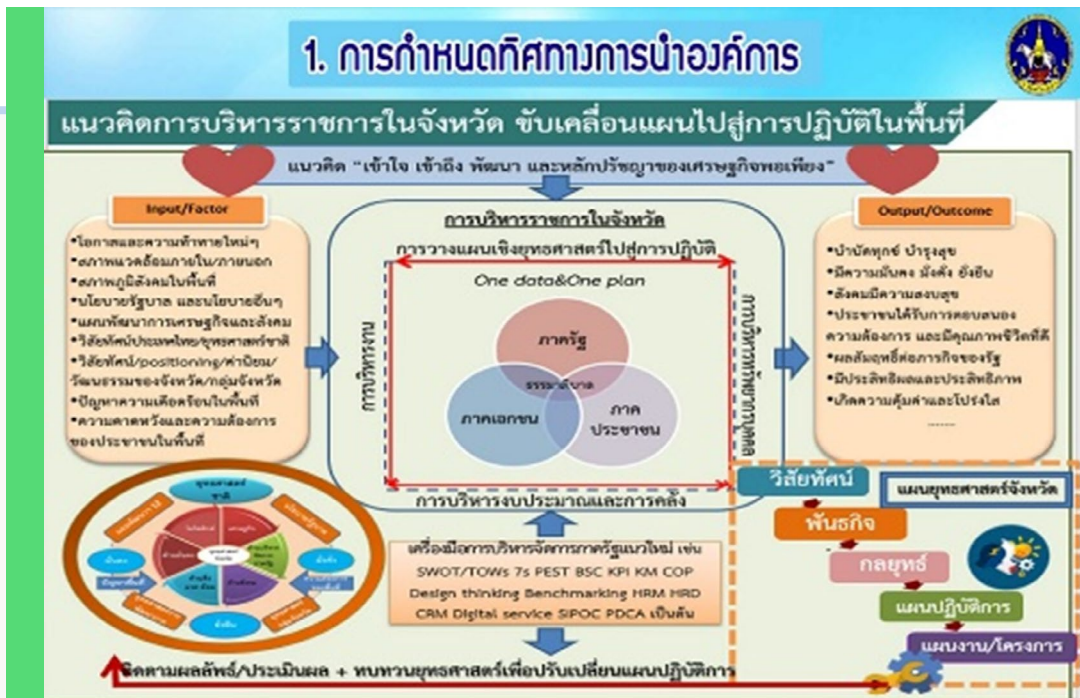 1. การกำหนดทิศทางการนำองค์การ
แนวคิดการบริหารราชการในจังหวัด ขับเคลื่อนแผนไปสู่การปฏิบัติในพื้นที่
แนวคิด “เข้าใจ เข้าถึง พัฒนา และหลักปรัชญาของเศรษฐกิจพอเพียง”
Input/Factor
•โอกาสและความท้าทายใหม่ๆ
•สภาพแวดล้อมภายใน/ภายนอก
•สภาพภูมิสังคมในพื้นที่
•นโยบายรัฐบาล และนโยบายอื่นๆ
•แผนพัฒนาการเศรษฐกิจและสังคม
•วิสัยทัศน์ประเทศไทย/ยุทธศาสตร์ชาติ
•วิสัยทัศน์/positioning/ค่านิยม/
วัฒนธรรมของจังหวัด/กลุ่มจังหวัด
•ปัญหาความเดือดร้อนในพื้นที่
•ความคาดหวังและความต้องการ
ของประชาชนในพื้นที่
การบริหารราชการในจังหวัด
การวางแผนเชิงยุทธศาสตร์ไปสู่การปฏิบัติ
One data&One plan
การบริหารงาน
ภาครัฐ
ธรรมาภิบาล
ภาคเอกชน
ภาค
ประชาชน
การบริหารทรัพยากรบุคคล
การบริหารงบประมาณและการคลัง
Output/Outcome
•บำบัดทุกข์ บำรุงสุข
•มีความมั่นคง มั่งคั่ง ยั่งยืน
•สังคมมีความสงบสุข
•ประชาชนได้รับการตอบสนอง
ความต้องการ และมีคุณภาพชีวิตที่ดี
•ผลสัมฤทธิ์ต่อภารกิจของรัฐ
•มีประสิทธิผลและประสิทธิภาพ
•เกิดความคุ้มค่าและโปร่งใส
......
ยุทธศาสตร์
ชาติ
เครื่องมือการบริหารจัดการภาครัฐแนวใหม่ เช่น
SWOT/TOWs 7s PEST BSC KPI KM COP
Design thinking Benchmarking HRM HRD
CRM Digital service SIPOC PDCA เป็นต้น
วิสัยทัศน์
แผนยุทธศาสตร์จังหวัด
พันธกิจ
กลยุทธ์
แผนปฏิบัติการ
แผนงาน/โครงการ
ติดตามผลลัพธ์/ประเมินผล + ทบทวนยุทธศาสตร์เพื่อปรับเปลี่ยนแผนปฏิบัติการ